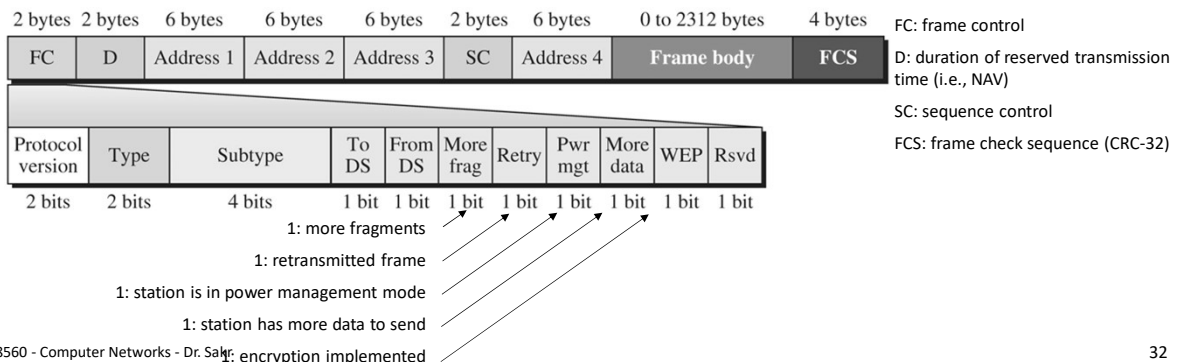 2 bytes 2 bytes 6 bytes 6 bytes 6 bytes 2 bytes 6 bytes 0 to 2312 bytes 4 bytes
FC D Address 1 Address 2 Address 3 SC Address 4 Frame body FCS
FC: frame control
D: duration of reserved transmission
time (i.e., NAV)
SC: sequence control
FCS: frame check sequence (CRC-32)
Protocol version Type Subtype To DS From DS More frag Retry Pwr mgt More data WEP Rsvd
2 bits 2 bits 4 bits 1 bit 1 bit 1 bit 1 bit 1 bit 1 bit 1 bit 1 bit
1: more fragments
1: retransmitted frame
1: station is in power management mode
1: station has more data to send
1: encryption implemented
8560 - Computer Networks - Dr. Sakr
32